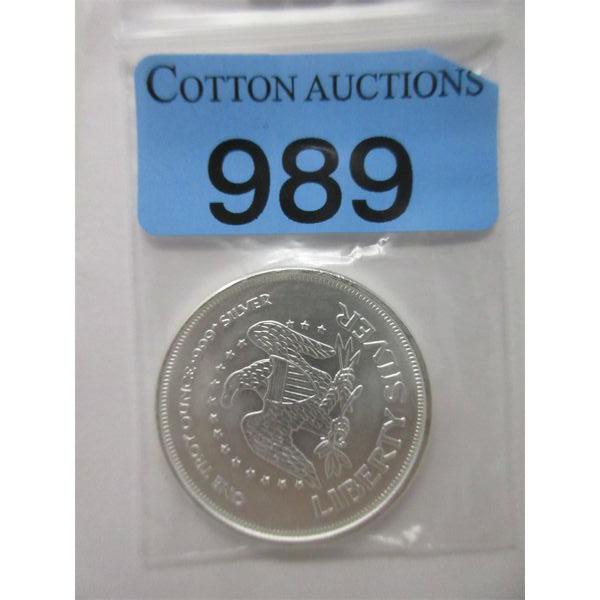 COTTON AUCTIONS
989
ONE TROY OUNCE .999+ SILVER
LIBERTY SILVER